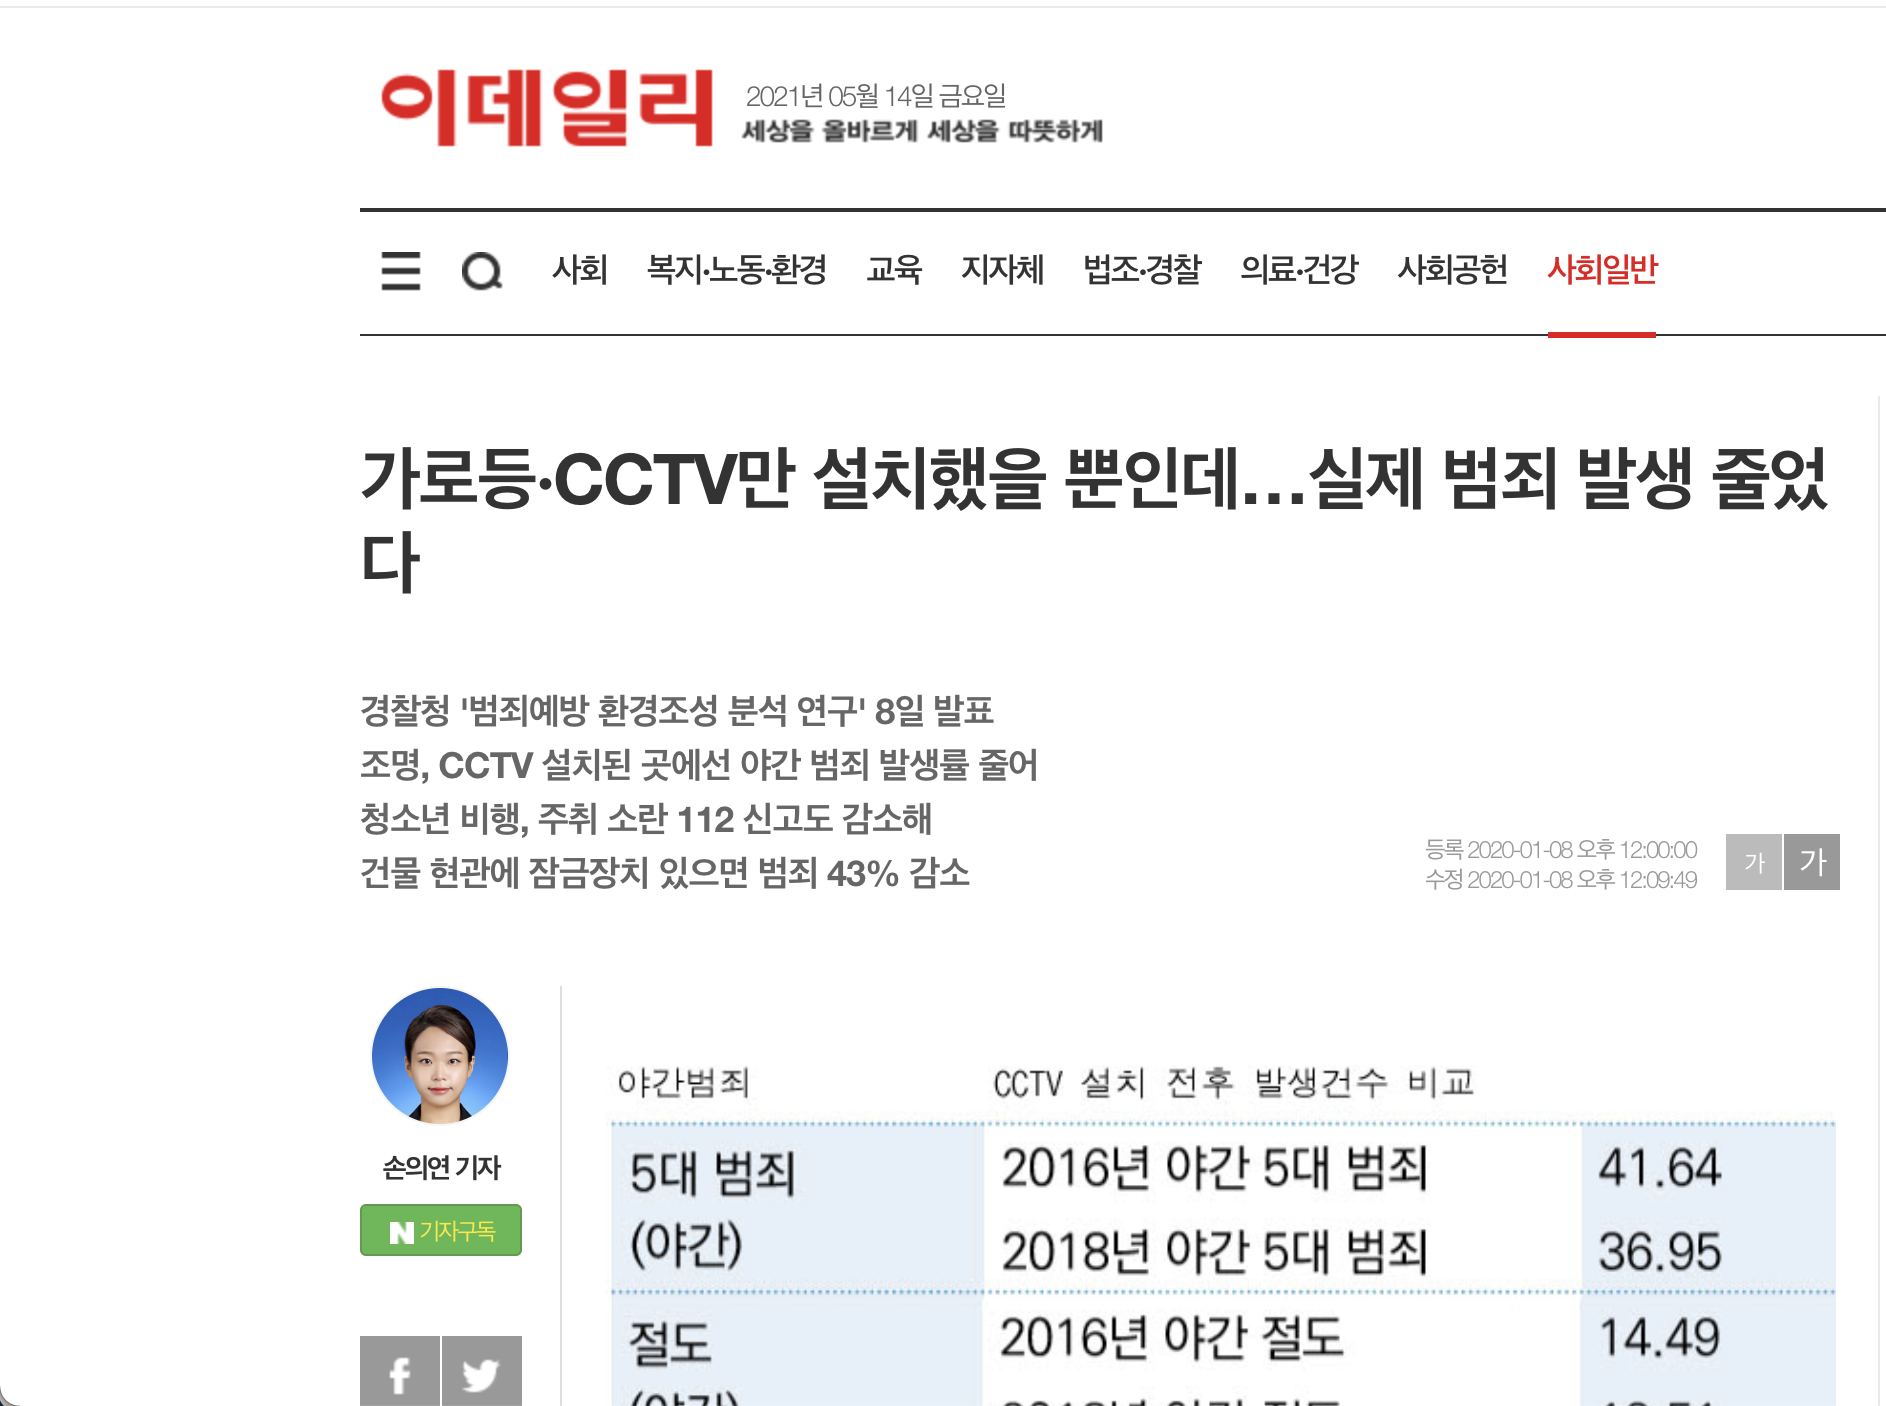 이데일리
2021년 05월 14일 금요일
세상을 올바르게 세상을 따뜻하게
사회 복지·노동·환경 교육 지자체 법조·경찰 의료·건강 사회공헌 사회일반
가로등·CCTV만 설치했을 뿐인데...실제 범죄 발생 줄었
다
경찰청 '범죄예방 환경조성 분석 연구' 8일 발표
조명, CCTV 설치된 곳에선 야간 범죄 발생률 줄어
청소년 비행, 주취 소란 112 신고도 감소해
건물 현관에 잠금장치 있으면 범죄 43% 감소
등록 2020-01-08 오후 12:00:00
수정 2020-01-08 오후 12:09:49
가 가
손의연 기자
N 기자구독
야간범죄 CCTV 설치 전후 발생건수 비교
5대 범죄 2016년 야간 5대 범죄 41.64
(야간) 2018년 야간 5대 범죄 36.95
절도 2016년 야간 절도 14.49